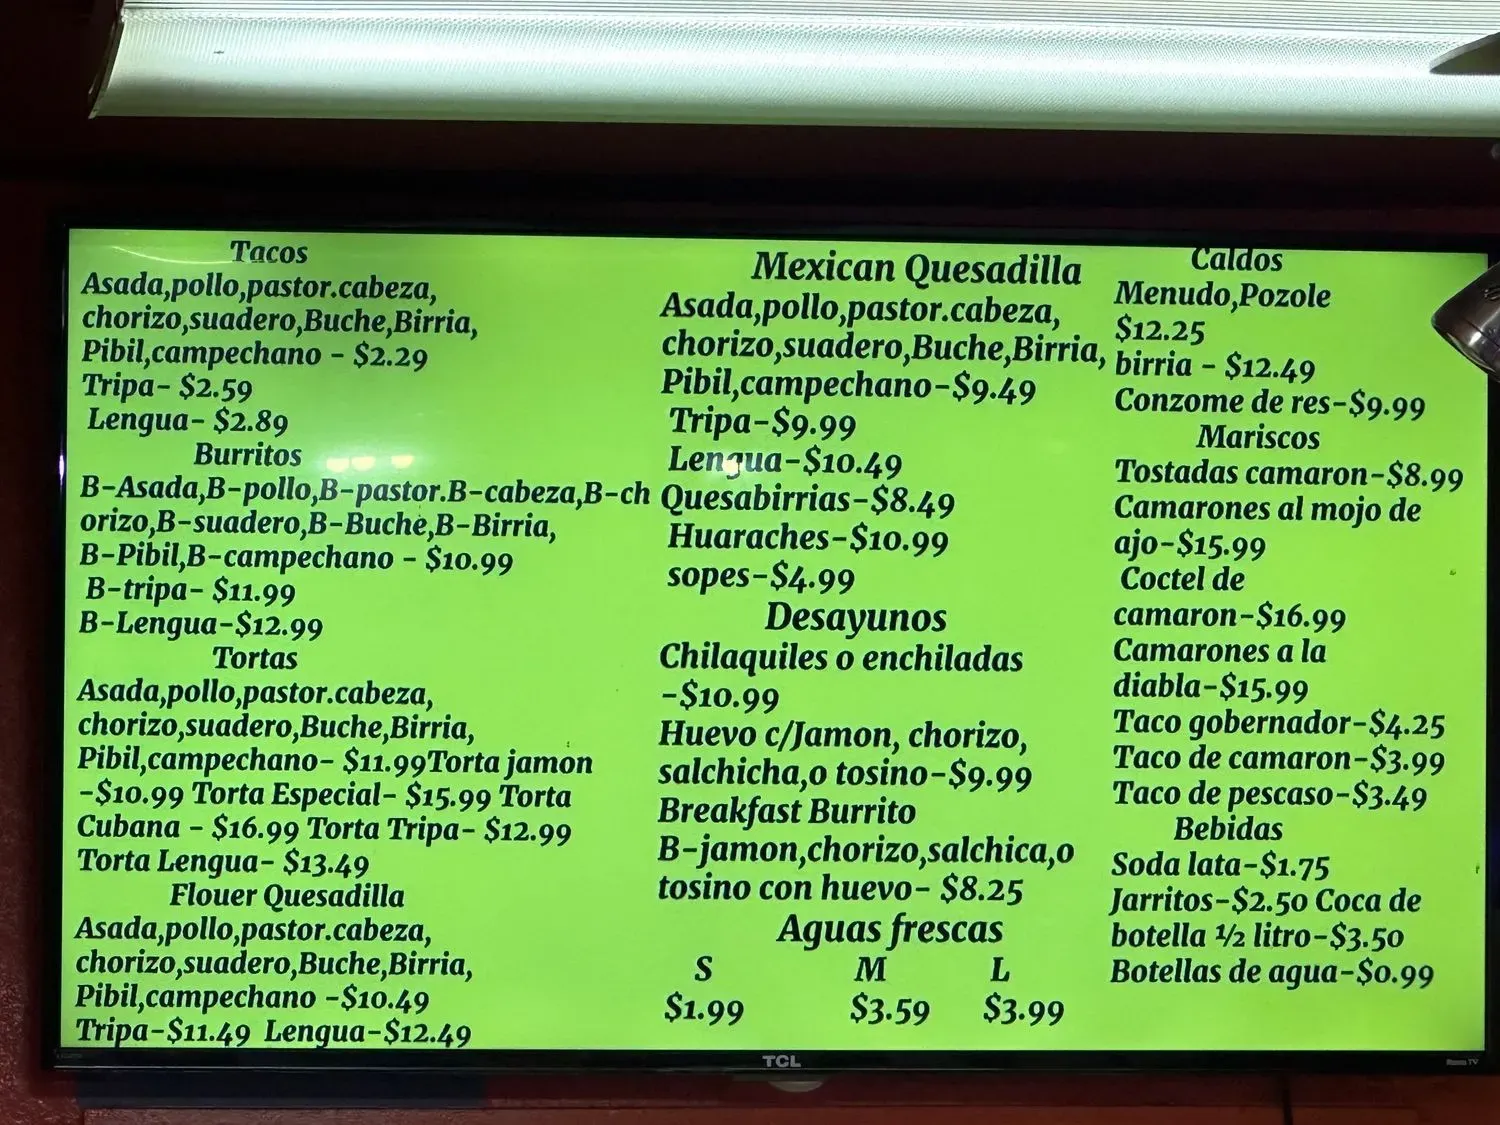 Tacos
Asada,pollo,pastor.cabeza,
chorizo,suadero,Buche,Birria,
Pibil,campechano - $2.29
Tripa- $2.59
Lengua- $2.89
Burritos
B-Asada,B-pollo,B-pastor.B-cabeza,B-ch
orizo,B-suadero,B-Buche,B-Birria,
B-Pibil,B-campechano - $10.99
B-tripa- $11.99
B-Lengua-$12.99
Tortas
Asada,pollo,pastor.cabeza,
chorizo,suadero,Buche,Birria,
Pibil,campechano- $11.99Torta jamon
-$10.99 Torta Especial- $15.99 Torta
Cubana - $16.99 Torta Tripa- $12.99
Torta Lengua- $13.49
Flouer Quesadilla
Asada,pollo,pastor.cabeza,
chorizo,suadero,Buche,Birria,
Pibil,campechano -$10.49
Tripa-$11.49 Lengua-$12.49
Mexican Quesadilla
Asada,pollo,pastor.cabeza,
chorizo,suadero,Buche,Birria,
Pibil,campechano-$9.49
Tripa-$9.99
Lengua-$10.49
Quesabirrias-$8.49
Huaraches-$10.99
sopes-$4.99
Desayunos
Chilaquiles o enchiladas
-$10.99
Huevo c/Jamon, chorizo,
salchicha,o tosino-$9.99
Breakfast Burrito
B-jamon,chorizo,salchica,o
tosino con huevo- $8.25
Aguas frescas
S M L
$1.99 $3.59 $3.99
Caldos
Menudo,Pozole
$12.25
birria - $12.49
Conzome de res-$9.99
Mariscos
Tostadas camaron-$8.99
Camarones al mojo de
ajo-$15.99
Coctel de
camaron-$16.99
Camarones a la
diabla-$15.99
Taco gobernador-$4.25
Taco de camaron-$3.99
Taco de pescaso-$3.49
Bebidas
Soda lata-$1.75
Jarritos-$2.50 Coca de
botella ½ litro-$3.50
Botellas de agua-$0.99
TCL
Roku TV